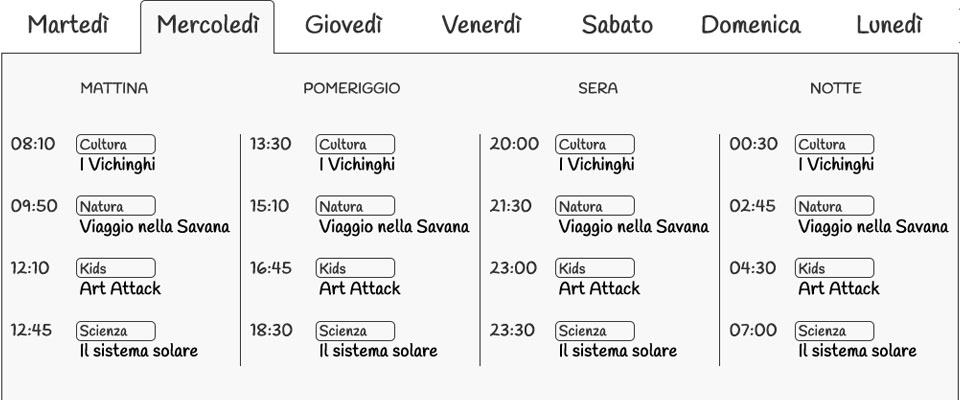 Martedì Mercoledì Giovedì Venerdì Sabato Domenica Lunedì
MATTINA
08:10 Cultura
I Vichinghi
09:50 Natura
Viaggio nella Savana
12:10 Kids
Art Attack
12:45 Scienza
Il sistema solare
POMERIGGIO
13:30 Cultura
I Vichinghi
15:10 Natura
Viaggio nella Savana
16:45 Kids
Art Attack
18:30 Scienza
Il sistema solare
SERA
20:00 Cultura
I Vichinghi
21:30 Natura
Viaggio nella Savana
23:00 Kids
Art Attack
23:30 Scienza
Il sistema solare
NOTTE
00:30 Cultura
I Vichinghi
02:45 Natura
Viaggio nella Savana
04:30 Kids
Art Attack
07:00 Scienza
Il sistema solare